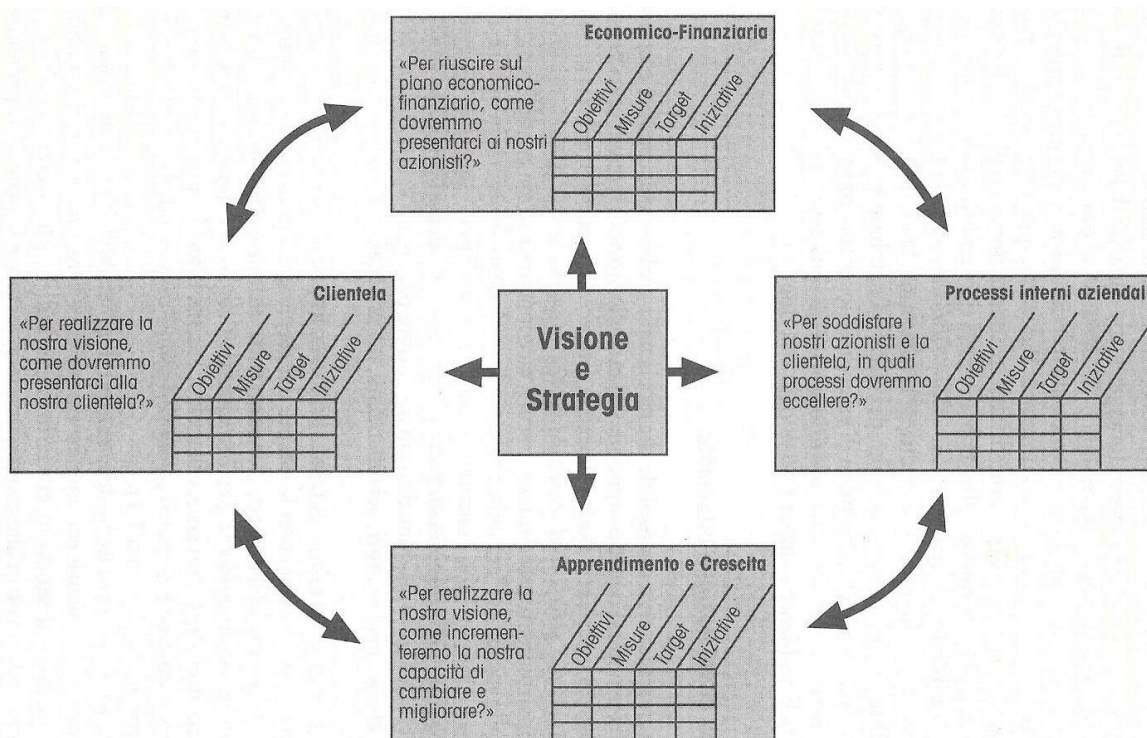 Economico-Finanziaria
«Per riuscire sul
piano economico-
finanziario, come
dovremmo
presentarci ai nostri
azionisti?»
Obiettivi
Misure
Target
Iniziative
Clientela
«Per realizzare la
nostra visione,
come dovremmo
presentarci alla
nostra clientela?»
Obiettivi
Misure
Target
Iniziative
Visione
e
Strategia
Processi interni aziendal
«Per soddisfare i
nostri azionisti e la
clientela, in quali
processi dovremmo
eccellere?»
Obiettivi
Misure
Target
Iniziative
Apprendimento e Crescita
«Per realizzare la
nostra visione,
come incremen-
teremo la nostra
capacità di
cambiare e
migliorare?»
Obiettivi
Misure
Target
Iniziative